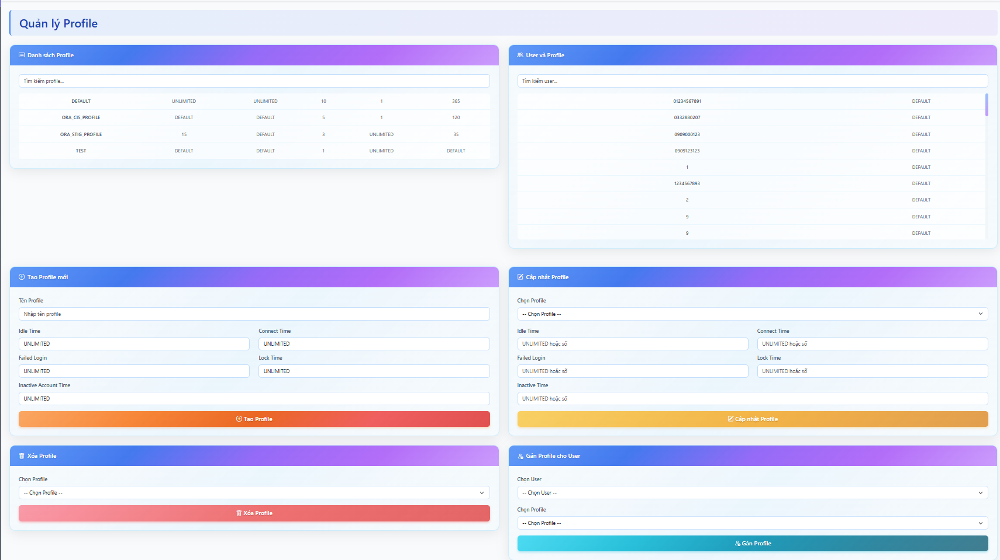 Quản lý Profile
Danh sách Profile
Tìm kiếm profile...
DEFAULT UNLIMITED UNLIMITED 10 1 365
ORA_CIS_PROFILE DEFAULT DEFAULT 5 1 120
ORA_STIG_PROFILE 15 DEFAULT 3 UNLIMITED 35
TEST DEFAULT DEFAULT 1 UNLIMITED DEFAULT
User và Profile
Tìm kiếm user...
01234567891 DEFAULT
0332880207 DEFAULT
0909000123 DEFAULT
0909123123 DEFAULT
1 DEFAULT
1234567893 DEFAULT
2 DEFAULT
9 DEFAULT
9 DEFAULT
Tạo Profile mới
Tên Profile
Nhập tên profile
Idle Time Connect Time
UNLIMITED UNLIMITED
Failed Login Lock Time
UNLIMITED UNLIMITED
Inactive Account Time
UNLIMITED
Tạo Profile
Cập nhật Profile
Chọn Profile
-- Chọn Profile --
Idle Time Connect Time
UNLIMITED hoặc số UNLIMITED hoặc số
Failed Login Lock Time
UNLIMITED hoặc số UNLIMITED hoặc số
Inactive Time
UNLIMITED hoặc số
Cập nhật Profile
Xóa Profile
Chọn Profile
-- Chọn Profile --
Xóa Profile
Gán Profile cho User
Chọn User
-- Chọn User --
Chọn Profile
-- Chọn Profile --
Gán Profile